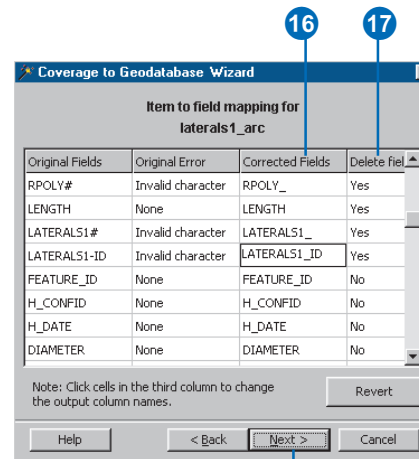 16 17
Coverage to Geodatabase Wizard
Item to field mapping for
laterals1_arc
Original Fields Original Error Corrected Fields Delete fiel
RPOLY# Invalid character RPOLY_ Yes
LENGTH None LENGTH Yes
LATERALS1# Invalid character LATERALS1_ Yes
LATERALS1-ID Invalid character LATERALS1_ID Yes
FEATURE_ID None FEATURE_ID No
H_CONFID None H_CONFID No
H_DATE None H_DATE No
DIAMETER None DIAMETER No
Note: Click cells in the third column to change
the output column names.
Revert
Help < Back Next > Cancel